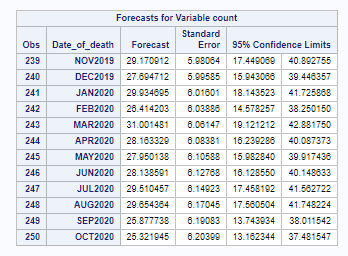 Forecasts for Variable count
Obs Date_of_death Forecast Standard Error 95% Confidence Limits
239 NOV2019 29.170912 5.98064 17.449069 40.892755
240 DEC2019 27.694712 5.99585 15.943066 39.446357
241 JAN2020 29.934695 6.01601 18.143523 41.725868
242 FEB2020 26.414203 6.03886 14.578257 38.250150
243 MAR2020 31.001481 6.06147 19.121212 42.881750
244 APR2020 28.163329 6.08381 16.239286 40.087373
245 MAY2020 27.950138 6.10588 15.982840 39.917436
246 JUN2020 28.138591 6.12768 16.128550 40.148633
247 JUL2020 29.510457 6.14923 17.458192 41.562722
248 AUG2020 29.654364 6.17045 17.560504 41.748224
249 SEP2020 25.877738 6.19083 13.743934 38.011542
250 OCT2020 25.321945 6.20399 13.162344 37.481547